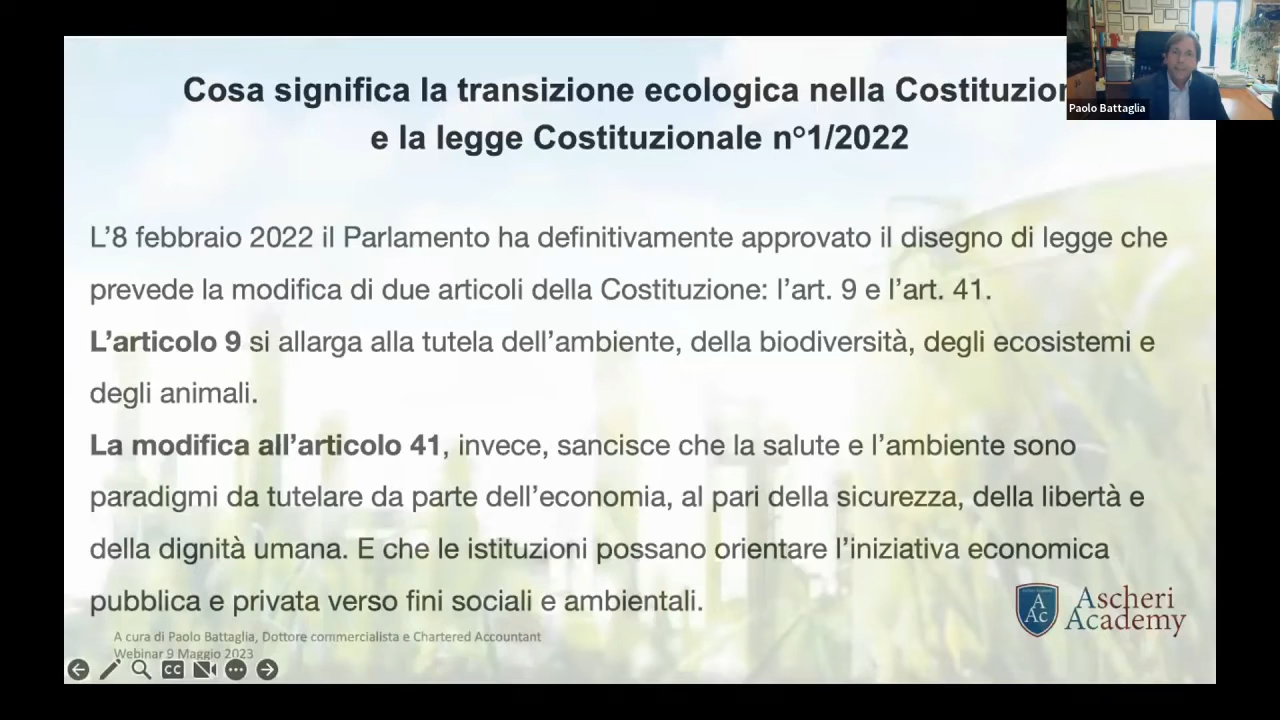 Cosa significa la transizione ecologica nella Costituzion
e la legge Costituzionale n°1/2022
Paolo Battaglia
L’8 febbraio 2022 il Parlamento ha definitivamente approvato il disegno di legge che
prevede la modifica di due articoli della Costituzione: l’art. 9 e l’art. 41.
L’articolo 9 si allarga alla tutela dell’ambiente, della biodiversità, degli ecosistemi e
degli animali.
La modifica all’articolo 41, invece, sancisce che la salute e l’ambiente sono
paradigmi da tutelare da parte dell’economia, al pari della sicurezza, della libertà e
della dignità umana. E che le istituzioni possano orientare l’iniziativa economica
pubblica e privata verso fini sociali e ambientali.
A cura di Paolo Battaglia, Dottore commercialista e Chartered Accountant
Webinar 9 Maggio 2023
A
Ac
Ascheri
Academy
CC